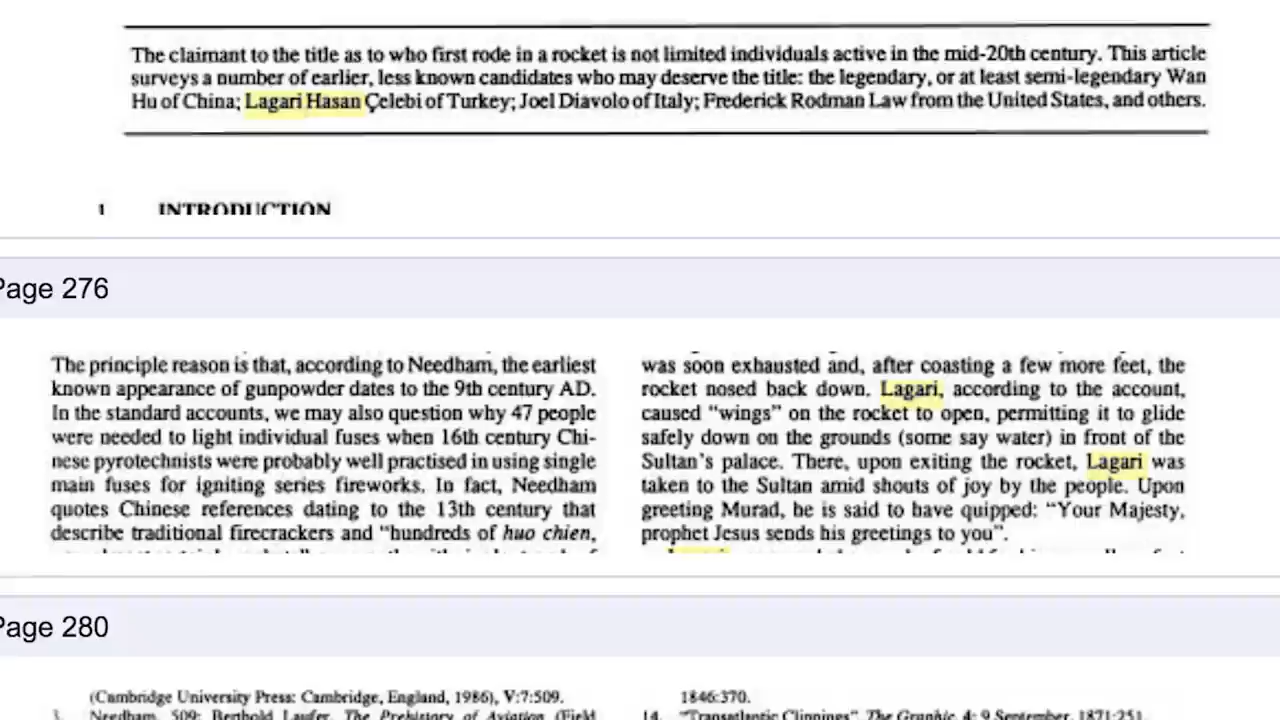 The claimant to the title as to who first rode in a rocket is not limited individuals active in the mid-20th century. This article
surveys a number of earlier, less known candidates who may deserve the title: the legendary, or at least semi-legendary Wan
Hu of China; Lagari Hasan Çelebi of Turkey; Joel Diavolo of Italy; Frederick Rodman Law from the United States, and others.
1 INTRODUCTION
Page 276
The principle reason is that, according to Needham, the earliest
known appearance of gunpowder dates to the 9th century AD.
In the standard accounts, we may also question why 47 people
were needed to light individual fuses when 16th century Chi-
nese pyrotechnists were probably well practised in using single
main fuses for igniting series fireworks. In fact, Needham
quotes Chinese references dating to the 13th century that
describe traditional firecrackers and "hundreds of huo chien,
was soon exhausted and, after coasting a few more feet, the
rocket nosed back down. Lagari, according to the account,
caused "wings" on the rocket to open, permitting it to glide
safely down on the grounds (some say water) in front of the
Sultan's palace. There, upon exiting the rocket, Lagari was
taken to the Sultan amid shouts of joy by the people. Upon
greeting Murad, he is said to have quipped: "Your Majesty,
prophet Jesus sends his greetings to you".
Page 280
(Cambridge University Press: Cambridge, England, 1986), V:7:509.
3. Needham, 509; Berthold Laufer, The Prehistory of Aviation (Field
1846:370.
14. "Transatlantic Clippings", The Graphic, 4: 9 September, 1871:251.